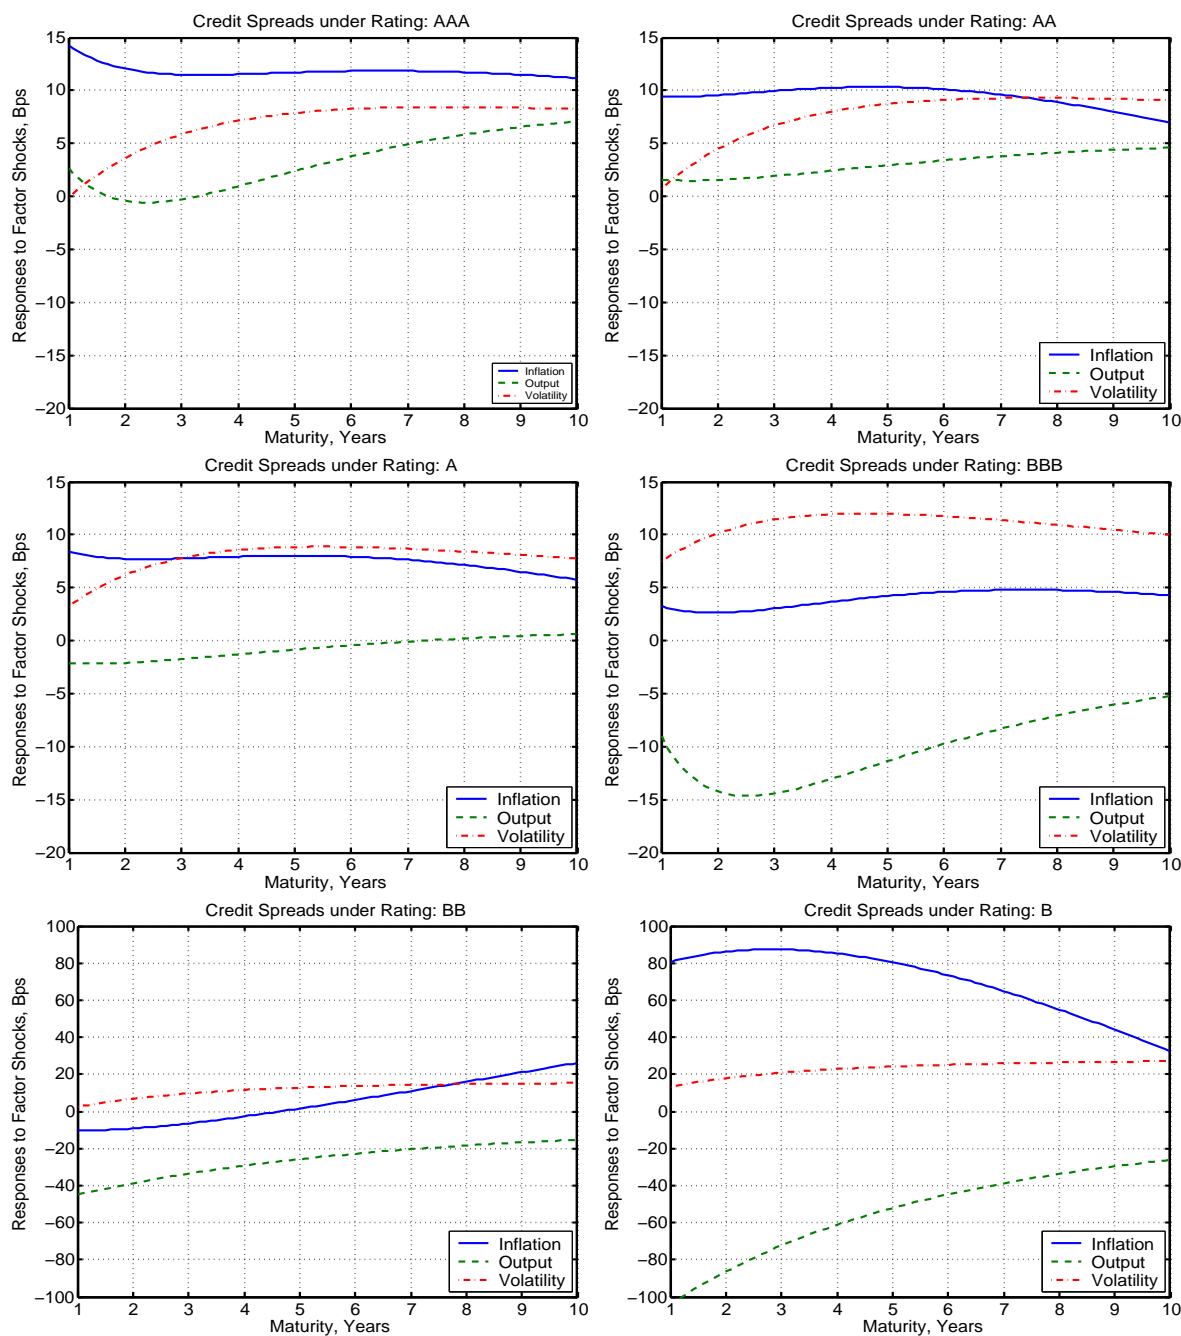 Credit Spreads under Rating: AAA
Responses to Factor Shocks, Bps
15
10
5
0
−5
−10
−15
−20
Inflation
Output
Volatility
1 2 3 4 5 6 7 8 9 10
Maturity, Years
Credit Spreads under Rating: AA
Responses to Factor Shocks, Bps
15
10
5
0
−5
−10
−15
−20
Inflation
Output
Volatility
1 2 3 4 5 6 7 8 9 10
Maturity, Years
Credit Spreads under Rating: A
Responses to Factor Shocks, Bps
15
10
5
0
−5
−10
−15
−20
Inflation
Output
Volatility
1 2 3 4 5 6 7 8 9 10
Maturity, Years
Credit Spreads under Rating: BBB
Responses to Factor Shocks, Bps
15
10
5
0
−5
−10
−15
−20
Inflation
Output
Volatility
1 2 3 4 5 6 7 8 9 10
Maturity, Years
Credit Spreads under Rating: BB
Responses to Factor Shocks, Bps
100
80
60
40
20
0
−20
−40
−60
−80
−100
Inflation
Output
Volatility
1 2 3 4 5 6 7 8 9 10
Maturity, Years
Credit Spreads under Rating: B
Responses to Factor Shocks, Bps
100
80
60
40
20
0
−20
−40
−60
−80
−100
Inflation
Output
Volatility
1 2 3 4 5 6 7 8 9 10
Maturity, Years